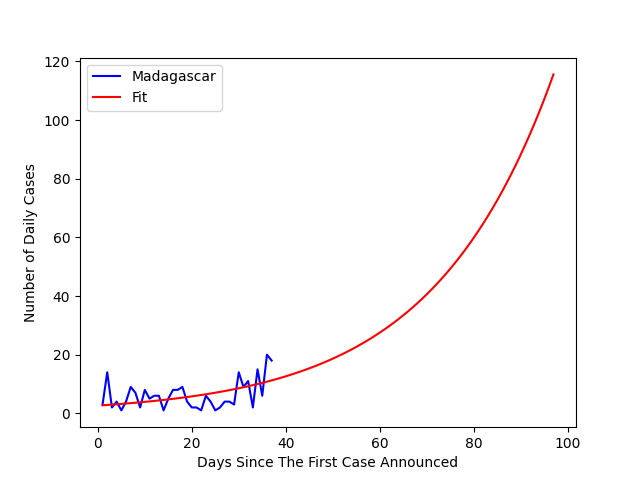 Madagascar
Fit
Number of Daily Cases
120
100
80
60
40
20
0
0 20 40 60 80 100
Days Since The First Case Announced